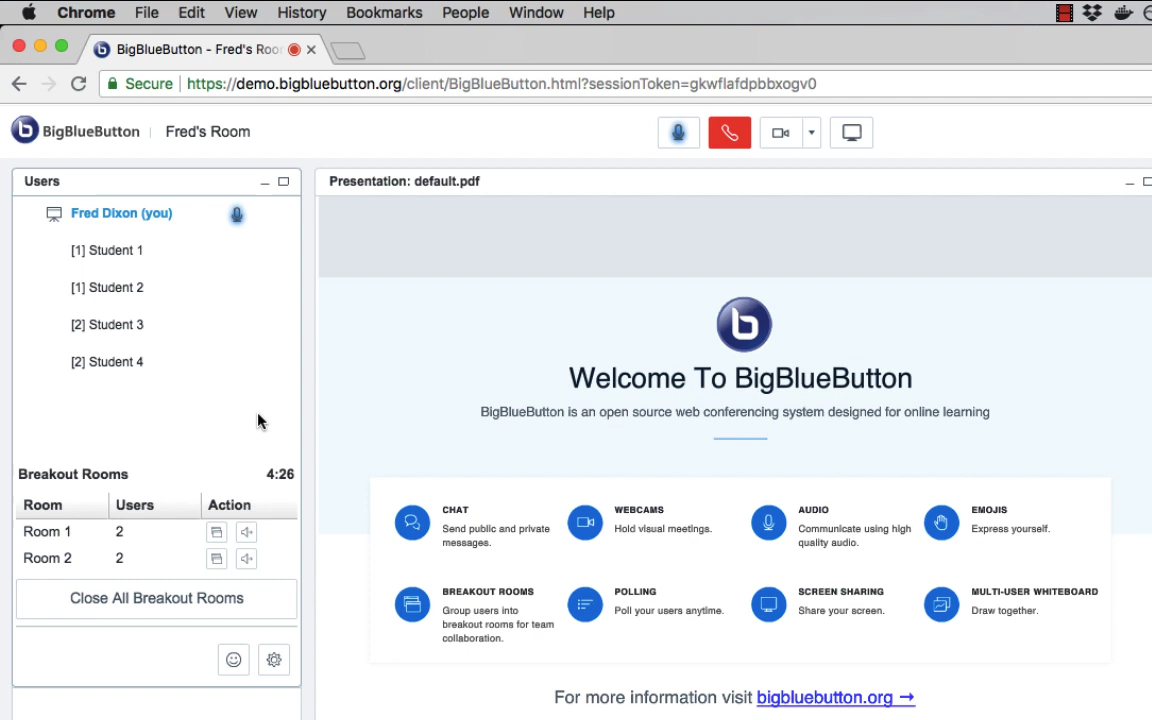 Chrome File Edit View History Bookmarks People Window Help
BigBlueButton - Fred's Roo
Secure https://demo.bigbluebutton.org/client/BigBlueButton.html?sessionToken=gkwflafdpbbxogv0
BigBlueButton Fred's Room
Users
Fred Dixon (you)
[1] Student 1
[1] Student 2
[2] Student 3
[2] Student 4
Breakout Rooms 4:26
Room Users Action
Room 1 2
Room 2 2
Close All Breakout Rooms
Presentation: default.pdf
Welcome To BigBlueButton
BigBlueButton is an open source web conferencing system designed for online learning
CHAT
Send public and private
messages.
WEBCAMS
Hold visual meetings.
AUDIO
Communicate using high
quality audio.
EMOJIS
Express yourself.
BREAKOUT ROOMS
Group users into
breakout rooms for team
collaboration.
POLLING
Poll your users anytime.
SCREEN SHARING
Share your screen.
MULTI-USER WHITEBOARD
Draw together.
For more information visit bigbluebutton.org →